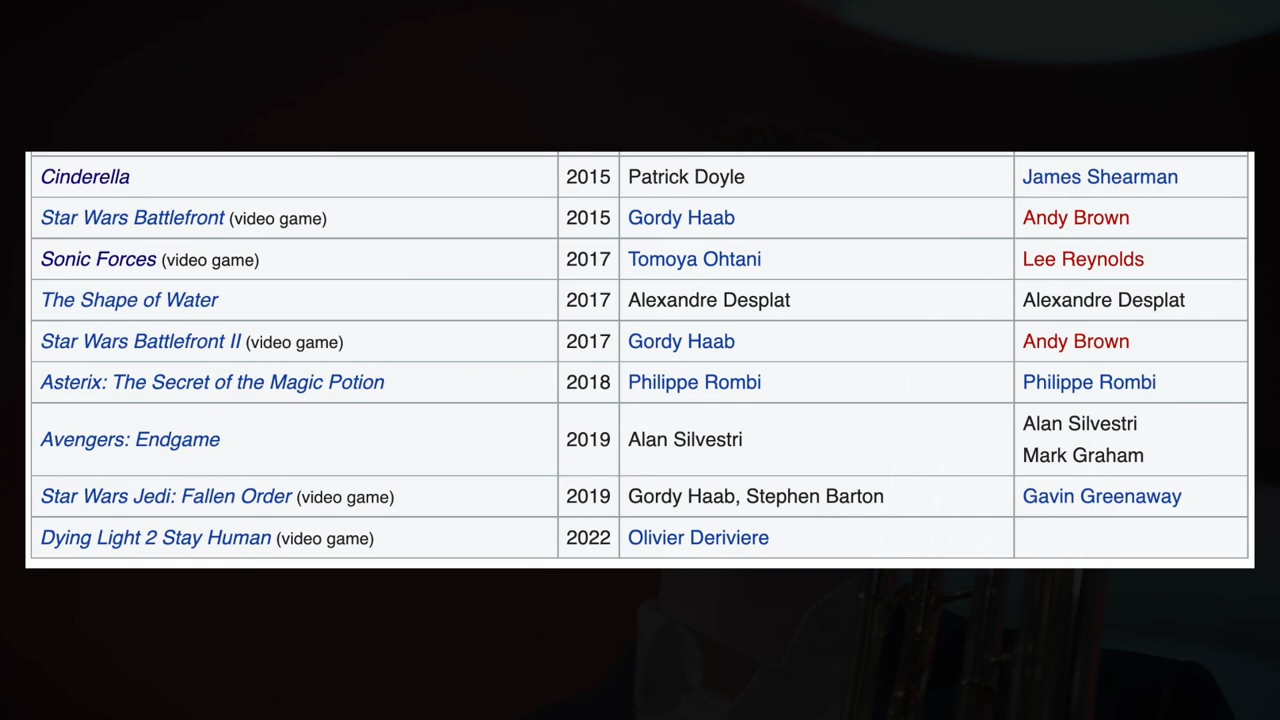 Cinderella 2015 Patrick Doyle James Shearman
Star Wars Battlefront (video game) 2015 Gordy Haab Andy Brown
Sonic Forces (video game) 2017 Tomoya Ohtani Lee Reynolds
The Shape of Water 2017 Alexandre Desplat Alexandre Desplat
Star Wars Battlefront II (video game) 2017 Gordy Haab Andy Brown
Asterix: The Secret of the Magic Potion 2018 Philippe Rombi Philippe Rombi
Avengers: Endgame 2019 Alan Silvestri Alan Silvestri
Mark Graham
Star Wars Jedi: Fallen Order (video game) 2019 Gordy Haab, Stephen Barton Gavin Greenaway
Dying Light 2 Stay Human (video game) 2022 Olivier Deriviere